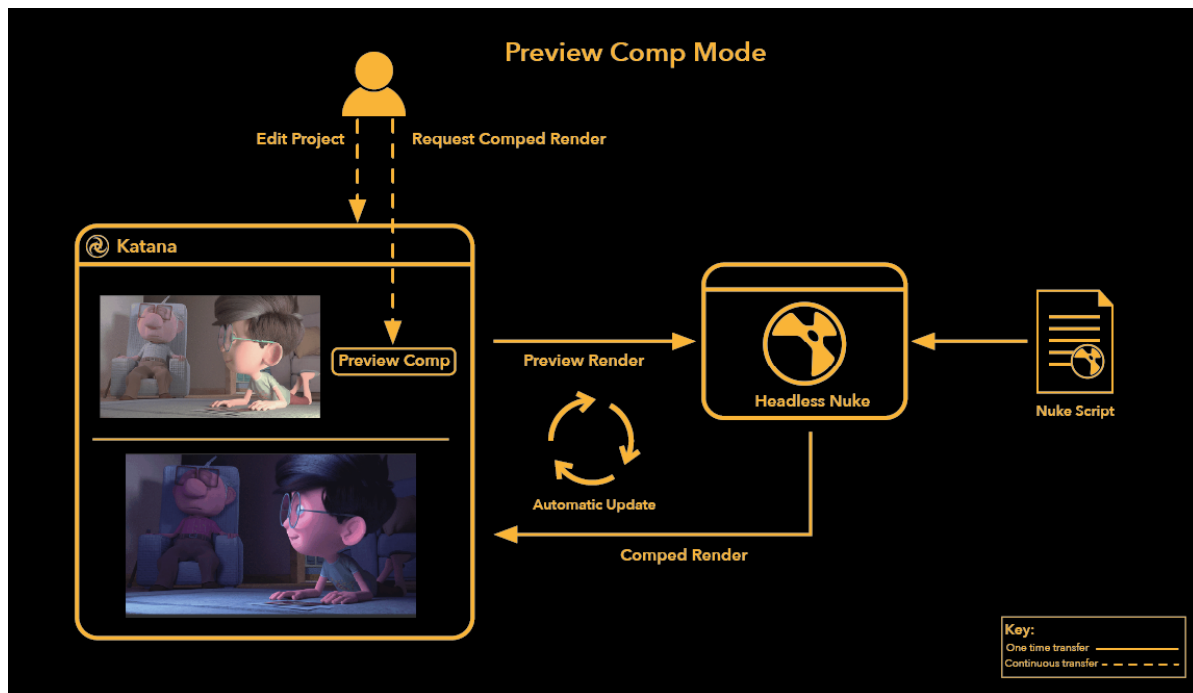 Preview Comp Mode
Edit Project
Request Comped Render
Katana
Preview Comp
Preview Render
Headless Nuke
Nuke Script
Automatic Update
Comped Render
Key:
One time transfer
Continuous transfer